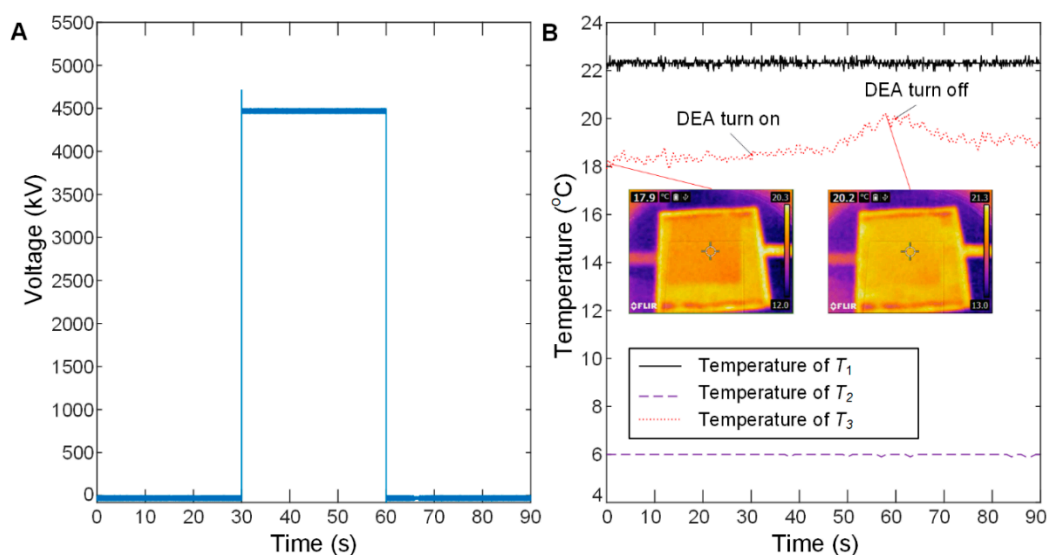 A
Voltage (kV)
5500
5000
4500
4000
3500
3000
2500
2000
1500
1000
500
0
0 10 20 30 40 50 60 70 80 90
Time (s)
B
Temperature (°C)
24
22
20
18
16
14
12
10
8
6
4
DEA turn off
DEA turn on
17.9 °C 20.3
12.0
FLIR
20.2 °C 21.3
13.0
FLIR
Temperature of T1
Temperature of T2
Temperature of T3
0 10 20 30 40 50 60 70 80 90
Time (s)